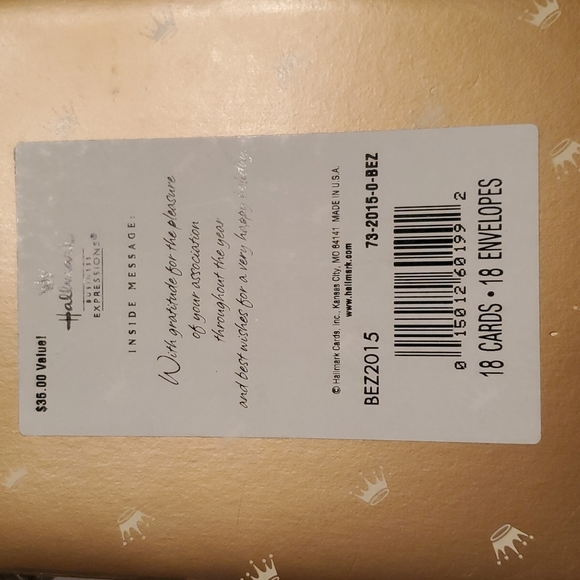 $35.00 Value!
Hallmark
BUSINESS
EXPRESSIONS®
INSIDE MESSAGE:
With gratitude for the pleasure
of your association
throughout the year
and best wishes for a very happy holiday
© Hallmark Cards, Inc., Kansas City, MO 64141 MADE IN U.S.A.
www.hallmark.com
BEZ2015 73-2015-0-BEZ
0 15012 60199 2
18 CARDS • 18 ENVELOPES